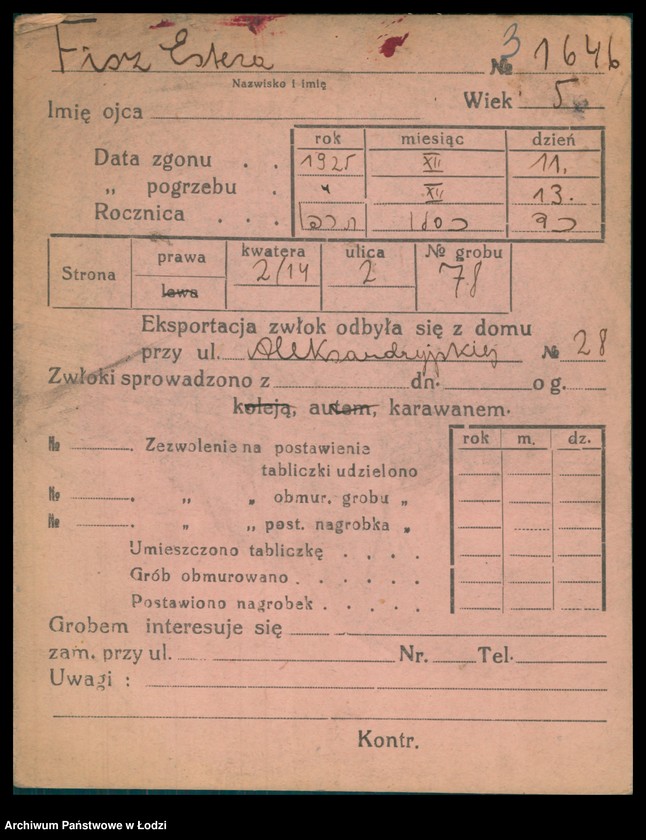 Fisz Estera № 3 1646
Nazwisko i imię
Wiek 5
Imię ojca
rok miesiąc dzień
Data zgonu . . 1925 XII 11.
„ pogrzebu . „ XII 13.
Rocznica . . . כסלו
Strona prawa lewa kwatera 2/14 ulica 2 № grobu 78
Eksportacja zwłok odbyła się z domu
przy ul. Aleksandryjskiej № 28
Zwłoki sprowadzono z dn. o g.
koleją, autem, karawanem.
rok m. dz.
№ . Zezwolenie na postawienie
tabliczki udzielono
№ . „ „ obmur. grobu „
№ . „ „ post. nagrobka „
Umieszczono tabliczkę . . . .
Grób obmurowano . . . . . .
Postawiono nagrobek . . . . .
Grobem interesuje się
zam. przy ul. Nr. Tel.
Uwagi :
Kontr.
Archiwum Państwowe w Łodzi